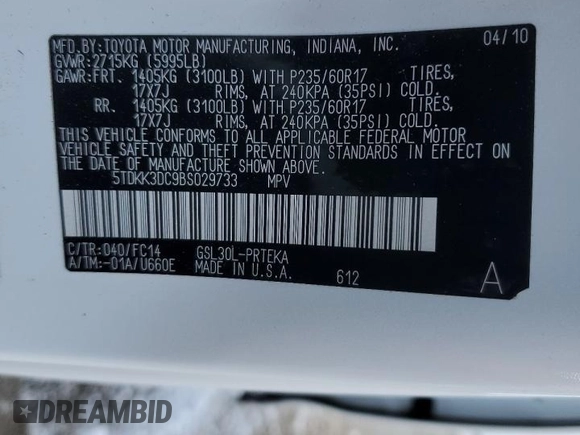 MFD.BY:TOYOTA MOTOR MANUFACTURING, INDIANA, INC. 04/10
GVWR:2715KG (5995LB)
GAWR:FRT. 1405KG (3100LB) WITH P235/60R17 TIRES,
17X7J RIMS, AT 240KPA (35PSI) COLD.
RR. 1405KG (3100LB) WITH P235/60R17 TIRES,
17X7J RIMS, AT 240KPA (35PSI) COLD.
THIS VEHICLE CONFORMS TO ALL APPLICABLE FEDERAL MOTOR
VEHICLE SAFETY AND THEFT PREVENTION STANDARDS IN EFFECT ON
THE DATE OF MANUFACTURE SHOWN ABOVE.
5TDKK3DC9BS029733 MPV
C/TR:040/FC14 GSL30L-PRTEKA
A/TM:-01A/U660E MADE IN U.S.A. 612 A
DREAMBID